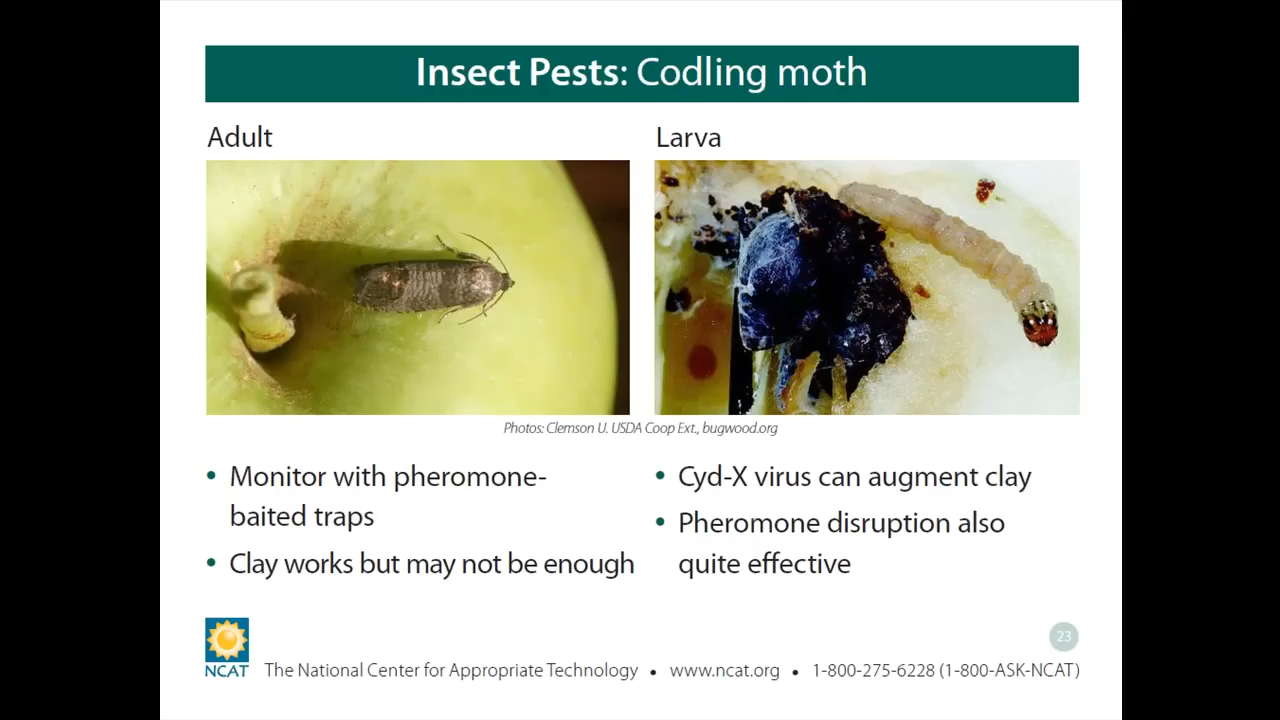 Insect Pests: Codling moth
Adult
Larva
Photos: Clemson U. USDA Coop Ext., bugwood.org
• Monitor with pheromone-
baited traps
• Clay works but may not be enough
• Cyd-X virus can augment clay
• Pheromone disruption also
quite effective
23
NCAT
The National Center for Appropriate Technology • www.ncat.org • 1-800-275-6228 (1-800-ASK-NCAT)